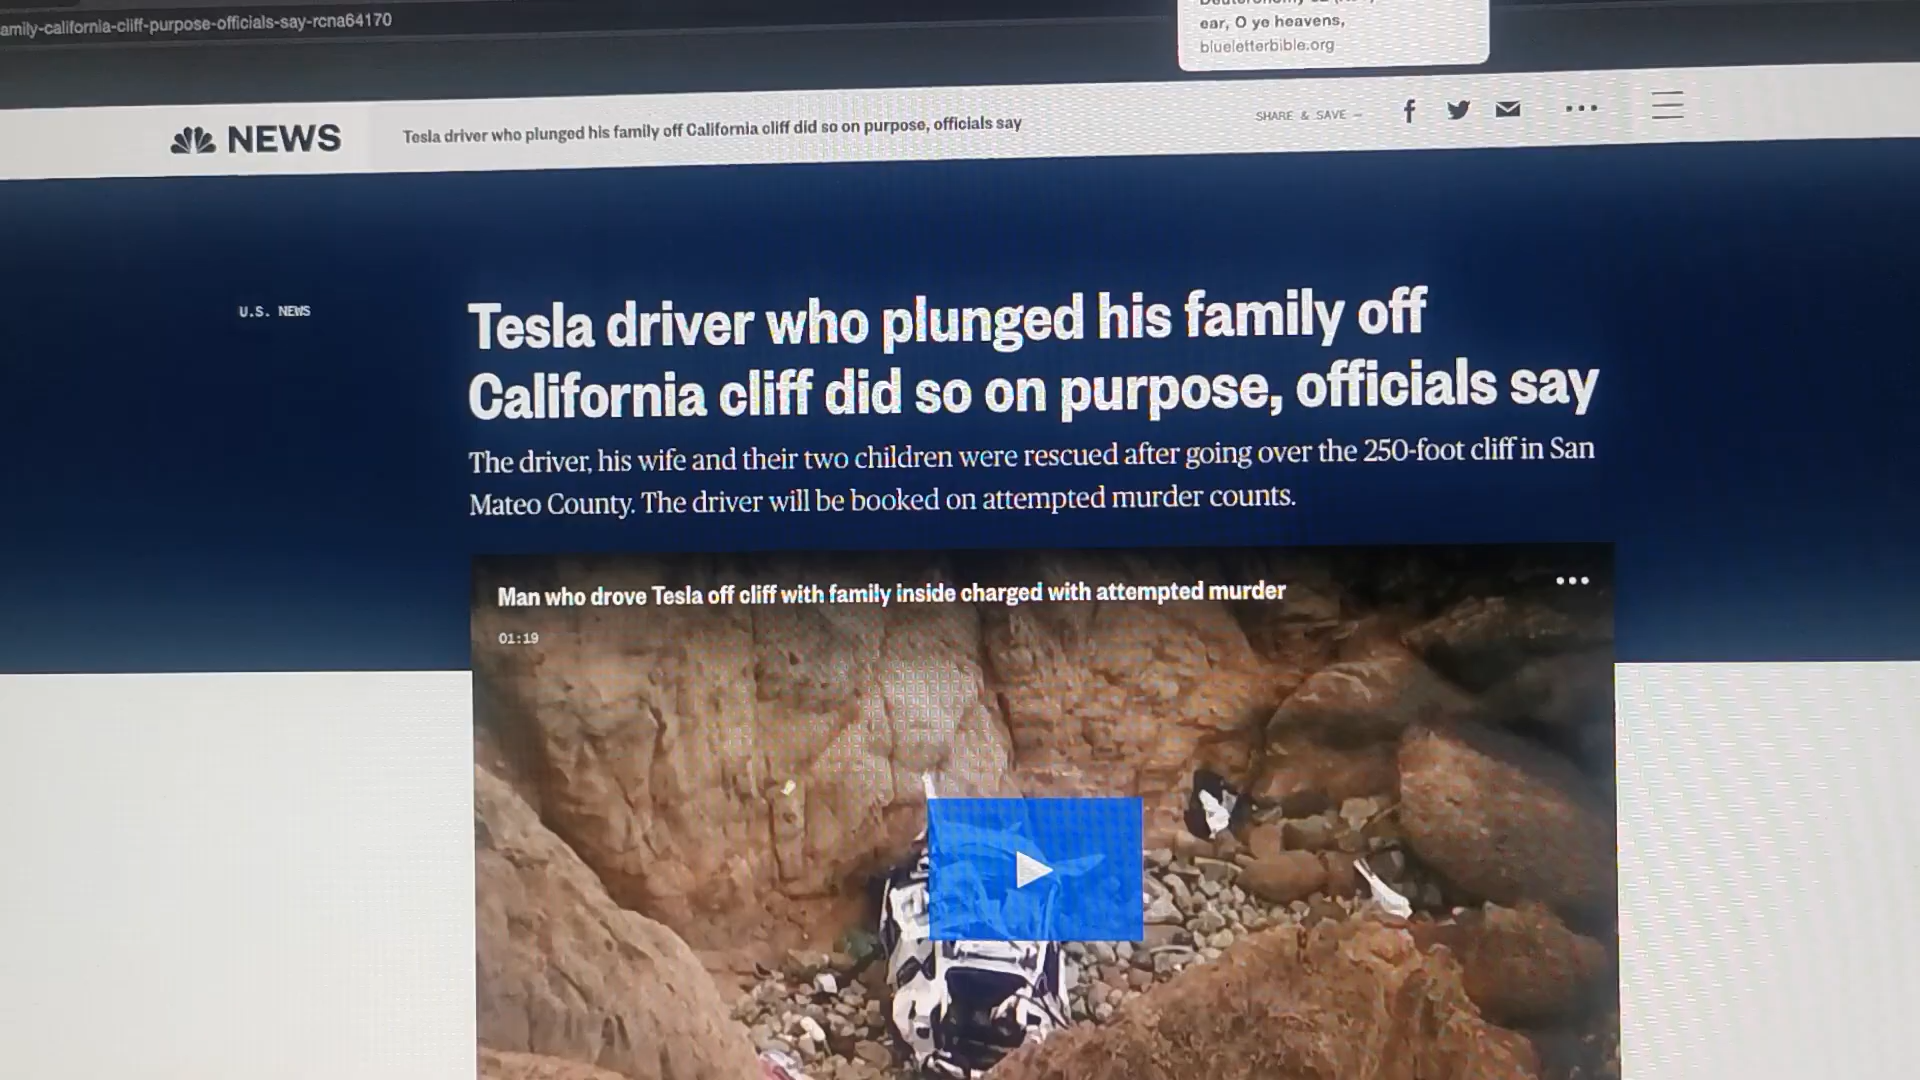 amily-california-cliff-purpose-officials-say-rcna64170
ear, O ye heavens,
blueletterbible.org
NEWS
Tesla driver who plunged his family off California cliff did so on purpose, officials say
SHARE & SAVE —
U.S. NEWS
Tesla driver who plunged his family off
California cliff did so on purpose, officials say
The driver, his wife and their two children were rescued after going over the 250-foot cliff in San
Mateo County. The driver will be booked on attempted murder counts.
Man who drove Tesla off cliff with family inside charged with attempted murder
01:19